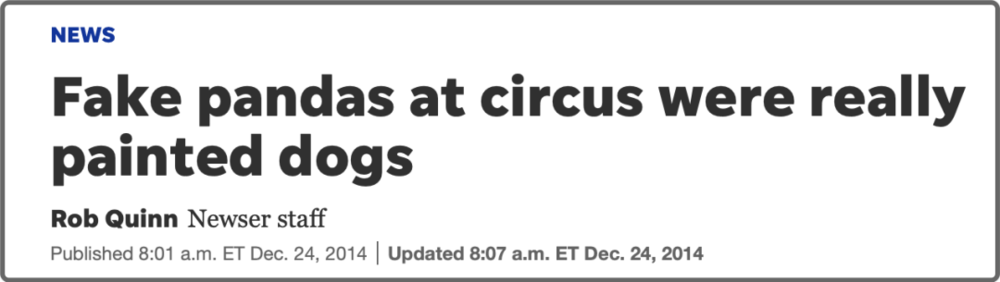 NEWS
Fake pandas at circus were really
painted dogs
Rob Quinn Newser staff
Published 8:01 a.m. ET Dec. 24, 2014 | Updated 8:07 a.m. ET Dec. 24, 2014